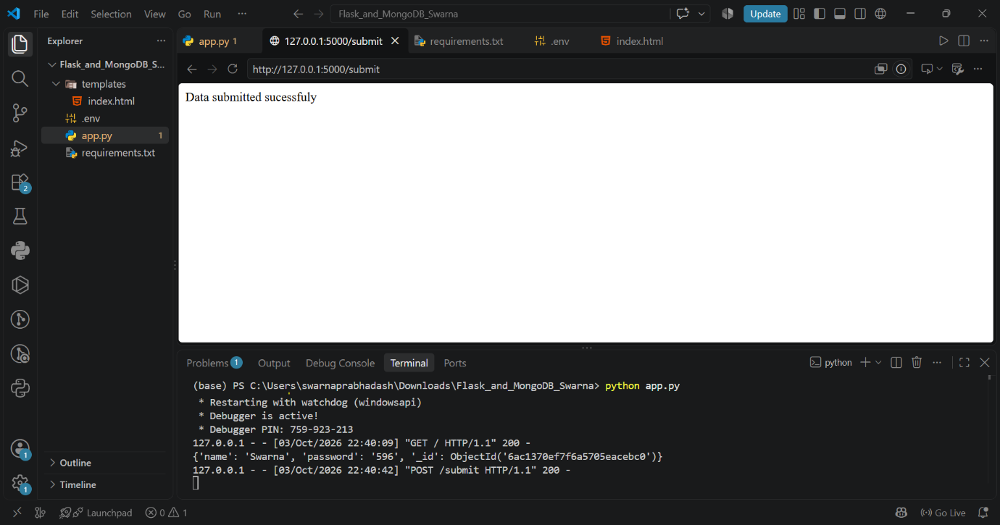 File Edit Selection View Go Run ··· Flask_and_MongoDB_Swarna Update
Explorer ···
app.py 1 127.0.0.1:5000/submit requirements.txt .env index.html ···
Flask_and_MongoDB_S...
http://127.0.0.1:5000/submit ···
templates
index.html
.env
app.py 1
requirements.txt
Data submitted sucessfuly
2
1
1
Outline
Timeline
Problems 1 Output Debug Console Terminal Ports python ···
(base) PS C:\Users\swarnaprabhadash\Downloads\Flask_and_MongoDB_Swarna> python app.py
* Restarting with watchdog (windowsapi)
* Debugger is active!
* Debugger PIN: 759-923-213
127.0.0.1 - - [03/Oct/2026 22:40:09] "GET / HTTP/1.1" 200 -
{'name': 'Swarna', 'password': '596', '_id': ObjectId('6ac1370ef7f6a5705eacebc0')}
127.0.0.1 - - [03/Oct/2026 22:40:42] "POST /submit HTTP/1.1" 200 -
Launchpad 0 1 Go Live